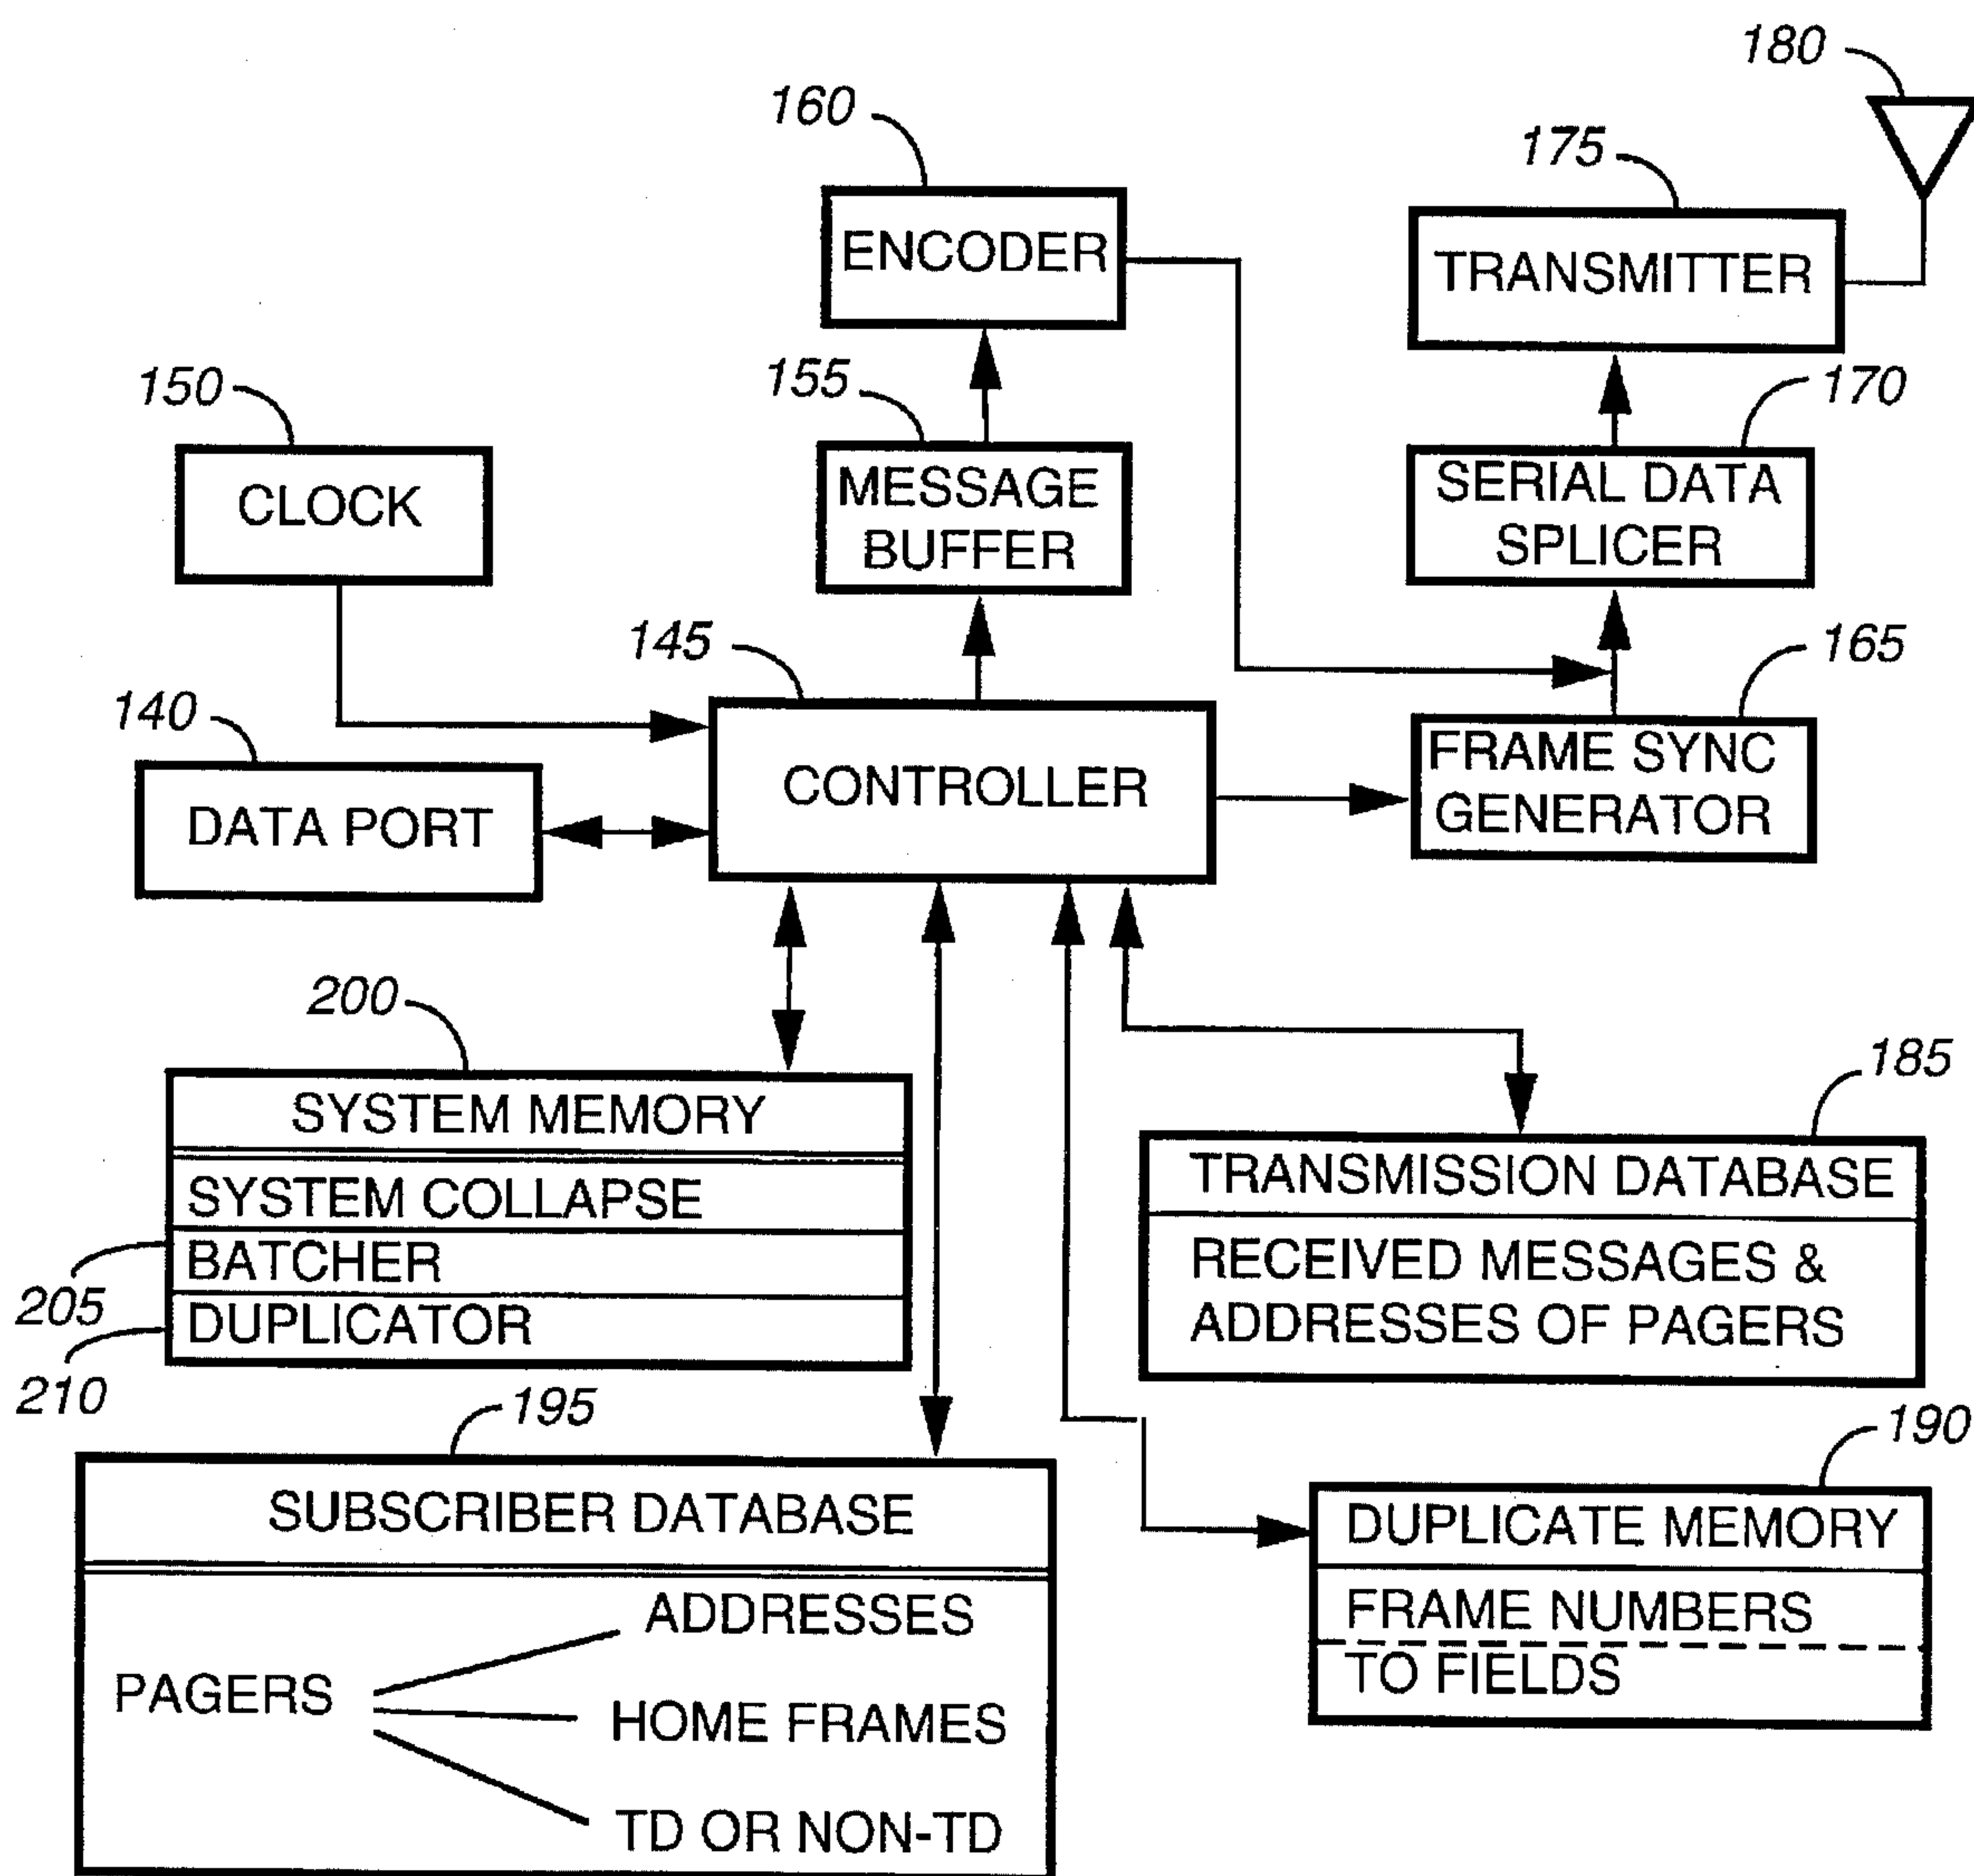 180
160
175
ENCODER
TRANSMITTER
150
155
170
CLOCK
MESSAGE
BUFFER
SERIAL DATA
SPLICER
145
165
140
DATA PORT
CONTROLLER
FRAME SYNC
GENERATOR
200
185
SYSTEM MEMORY
SYSTEM COLLAPSE
BATCHER
DUPLICATOR
205
210
TRANSMISSION DATABASE
RECEIVED MESSAGES &
ADDRESSES OF PAGERS
195
190
SUBSCRIBER DATABASE
PAGERS
ADDRESSES
HOME FRAMES
TD OR NON-TD
DUPLICATE MEMORY
FRAME NUMBERS
TO FIELDS